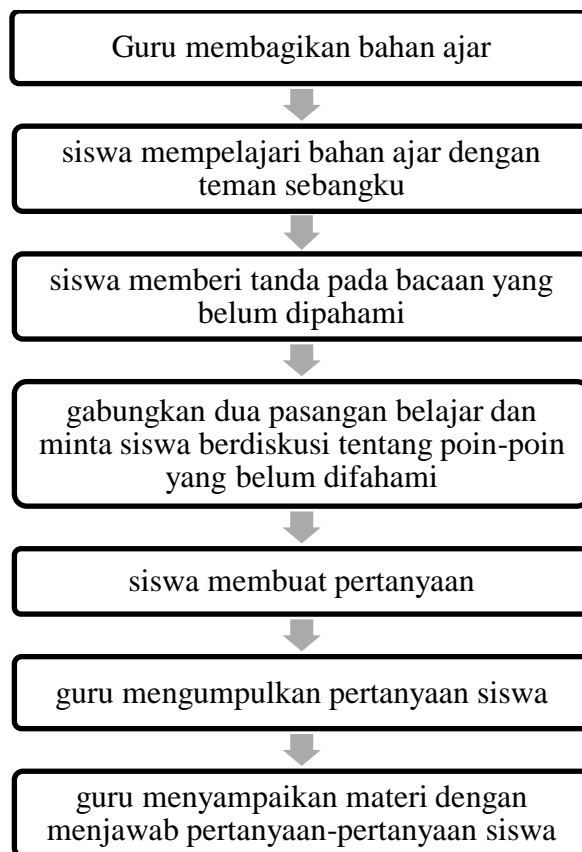 Guru membagikan bahan ajar
siswa mempelajari bahan ajar dengan
teman sebangku
siswa memberi tanda pada bacaan yang
belum dipahami
gabungkan dua pasangan belajar dan
minta siswa berdiskusi tentang poin-poin
yang belum difahami
siswa membuat pertanyaan
guru mengumpulkan pertanyaan siswa
guru menyampaikan materi dengan
menjawab pertanyaan-pertanyaan siswa